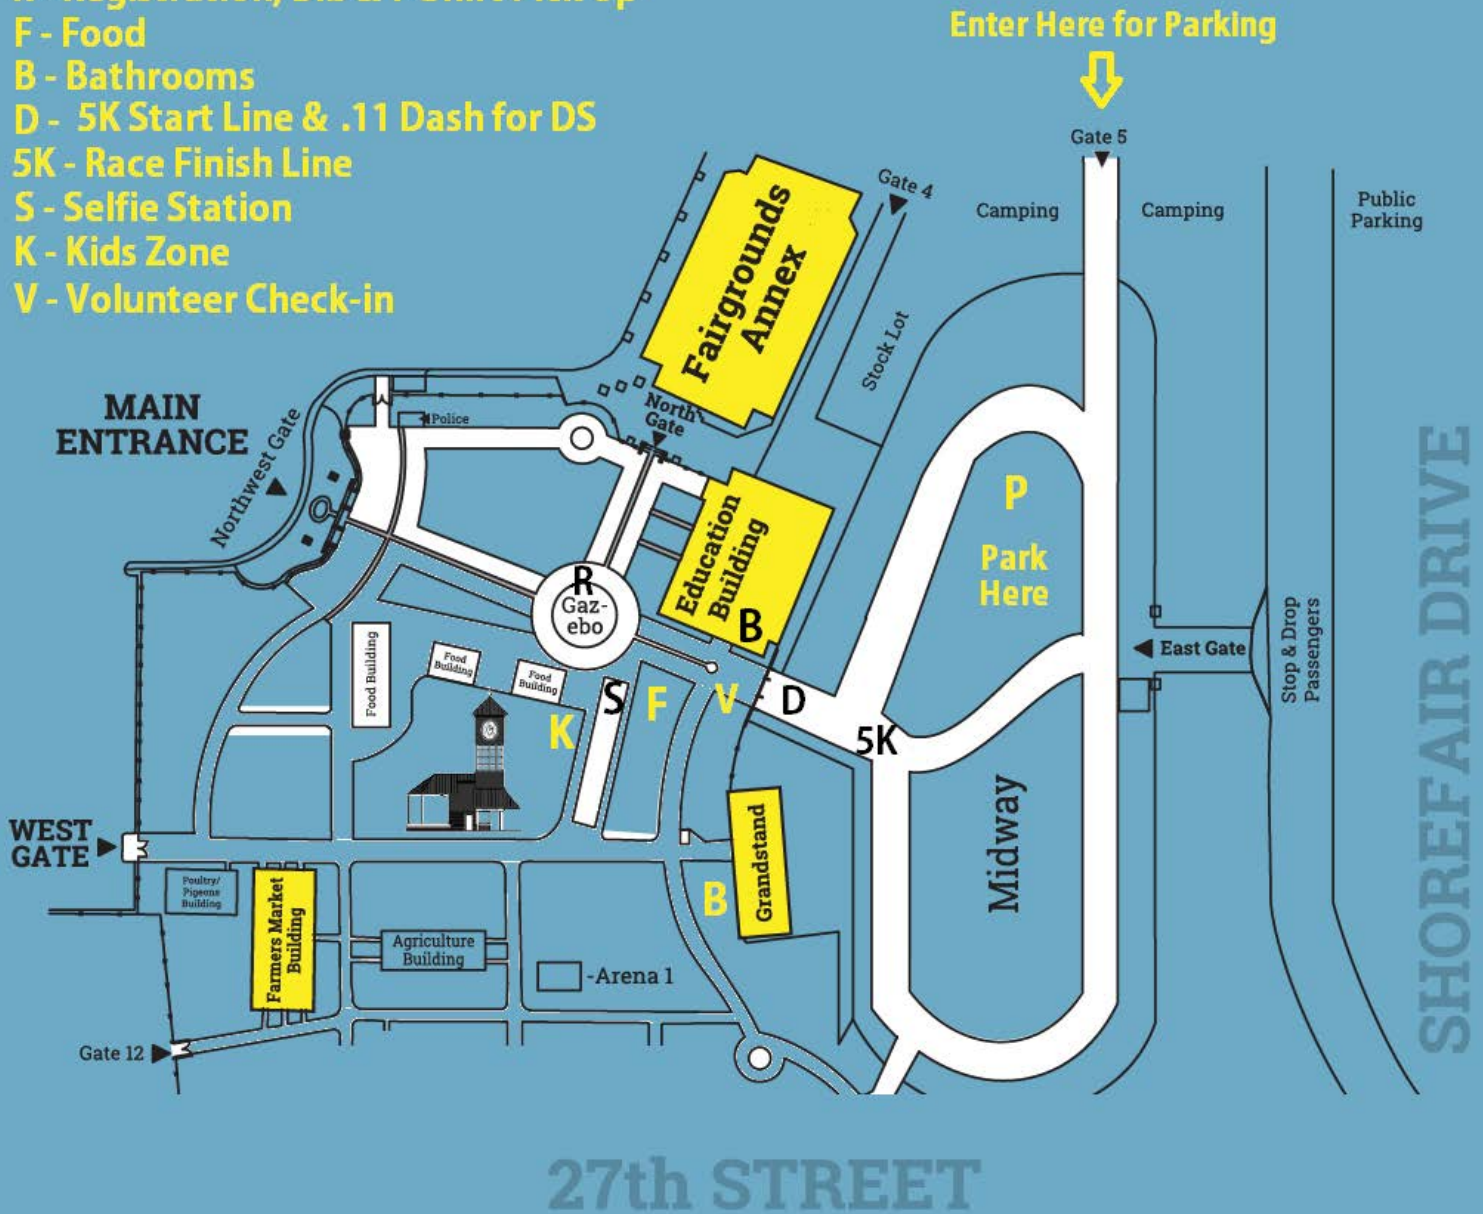 F - Food
B - Bathrooms
D - 5K Start Line & .11 Dash for DS
5K - Race Finish Line
S - Selfie Station
K - Kids Zone
V - Volunteer Check-in
Enter Here for Parking
Gate 5
Camping
Camping
Public
Parking
Gate 4
Fairgrounds
Annex
Stock Lot
MAIN
ENTRANCE
Northwest Gate
Police
North
Gate
Education
Building
B
P
Park
Here
R
Gaz-
ebo
Food Building
Food
Building
Food
Building
S
F
V
D
K
5K
East Gate
Stop & Drop
Passengers
SHOREFAIR DRIVE
Midway
WEST
GATE
Grandstand
B
Poultry/
Pigeons
Building
Farmers Market
Building
Agriculture
Building
-Arena 1
Gate 12
27th STREET